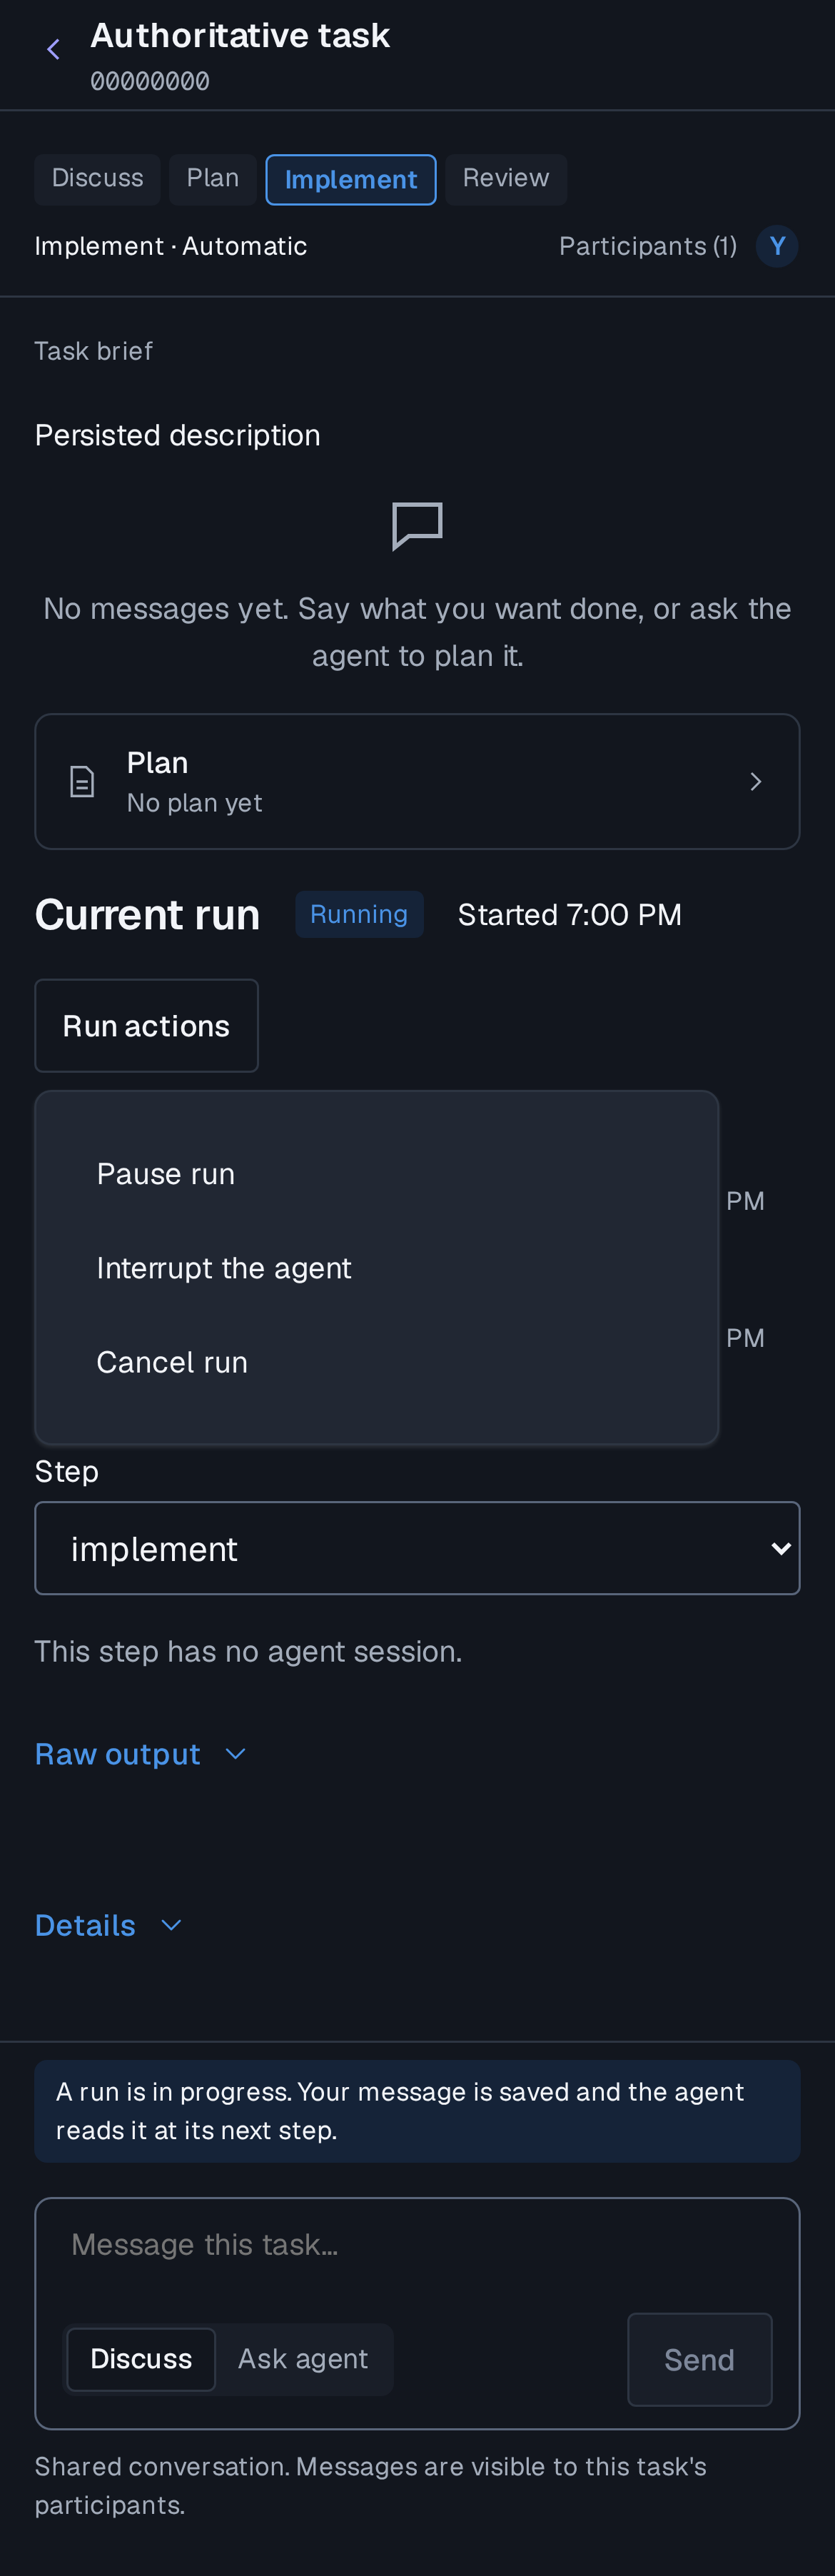 Authoritative task
00000000
Discuss
Plan
Implement
Review
Implement · Automatic
Participants (1)
Y
Task brief
Persisted description
No messages yet. Say what you want done, or ask the
agent to plan it.
Plan
No plan yet
Current run
Running
Started 7:00 PM
Run actions
Pause run
PM
Interrupt the agent
PM
Cancel run
Step
implement
This step has no agent session.
Raw output
Details
A run is in progress. Your message is saved and the agent
reads it at its next step.
Message this task…
Discuss
Ask agent
Send
Shared conversation. Messages are visible to this task's
participants.